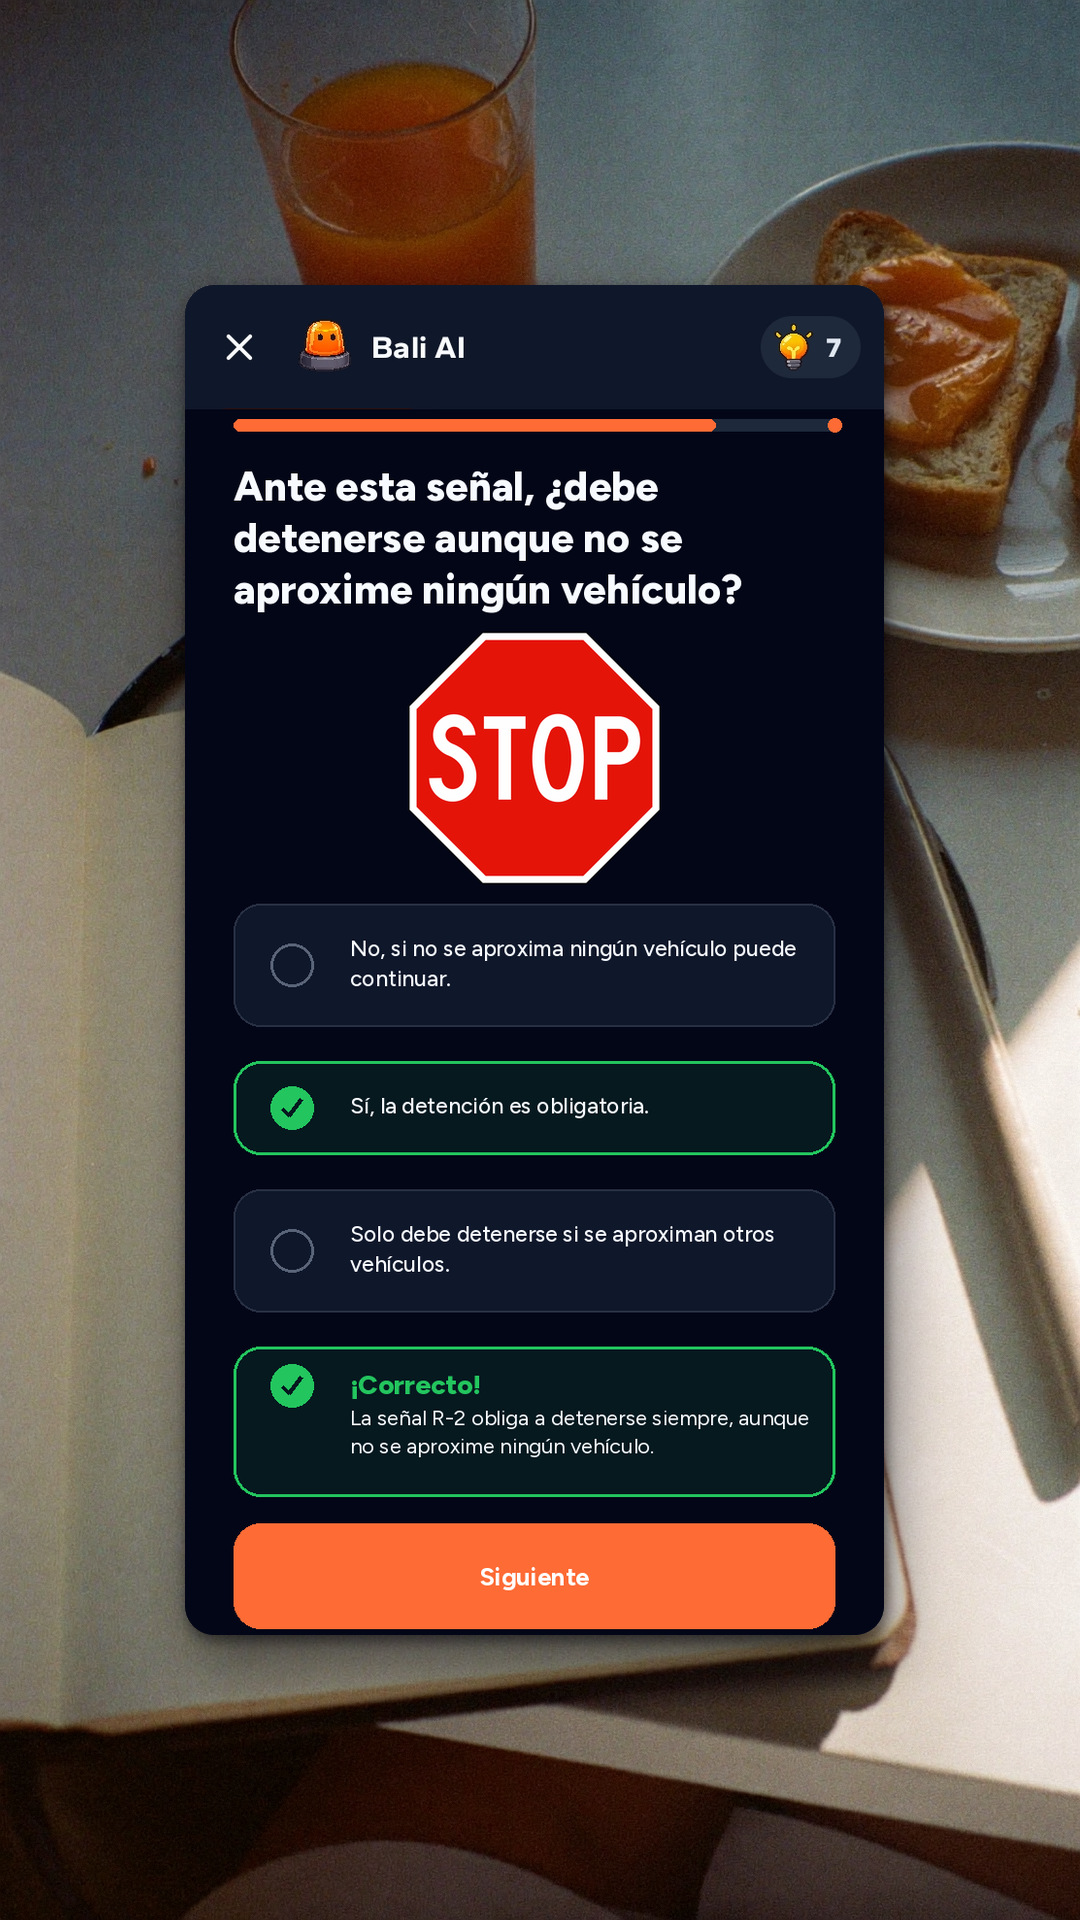 Bali AI
7
Ante esta señal, ¿debe
detenerse aunque no se
aproxime ningún vehículo?
STOP
No, si no se aproxima ningún vehículo puede
continuar.
Sí, la detención es obligatoria.
Solo debe detenerse si se aproximan otros
vehículos.
¡Correcto!
La señal R-2 obliga a detenerse siempre, aunque
no se aproxime ningún vehículo.
Siguiente